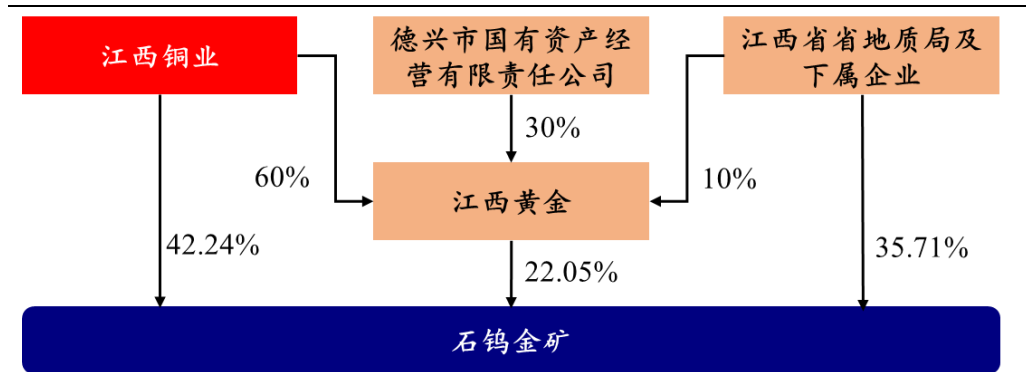 江西铜业
德兴市国有资产经
营有限责任公司
江西省省地质局及
下属企业
30%
60%
10%
江西黄金
42.24%
22.05%
35.71%
石钨金矿